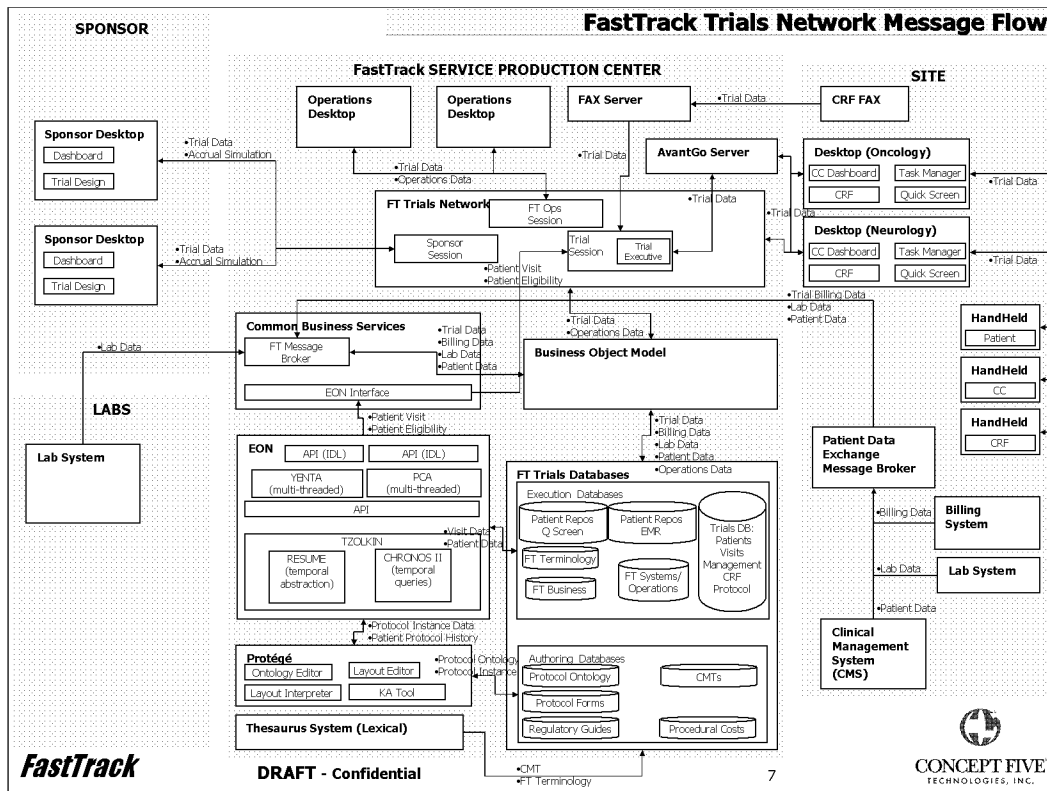 SPONSOR
FastTrack Trials Network Message Flow
FastTrack SERVICE PRODUCTION CENTER
SITE
Operations
Desktop
Operations
Desktop
FAX Server
•Trial Data
CRF FAX
Sponsor Desktop
Dashboard
Trial Design
•Trial Data
•Accrual Simulation
•Trial Data
•Operations Data
•Trial Data
AvantGo Server
Desktop (Oncology)
CC Dashboard
Task Manager
CRF
Quick Screen
•Trial Data
FT Trials Network
FT Ops
Session
•Trial Data
•Trial Data
Sponsor Desktop
Dashboard
Trial Design
•Trial Data
•Accrual Simulation
Sponsor
Session
Trial
Session
Trial
Executive
•Patient Visit
•Patient Eligibility
Desktop (Neurology)
CC Dashboard
Task Manager
CRF
Quick Screen
•Trial Data
•Trial Billing Data
•Lab Data
•Patient Data
Common Business Services
FT Message
Broker
EON Interface
•Trial Data
•Billing Data
•Lab Data
•Patient Data
•Trial Data
•Operations Data
Business Object Model
HandHeld
Patient
HandHeld
CC
HandHeld
CRF
•Lab Data
LABS
Lab System
•Patient Visit
•Patient Eligibility
•Trial Data
•Billing Data
•Lab Data
•Patient Data
•Operations Data
Patient Data
Exchange
Message Broker
EON
API (IDL)
API (IDL)
YENTA
(multi-threaded)
PCA
(multi-threaded)
API
TZOLKIN
RESUME
(temporal
abstraction)
CHRONOS II
(temporal
queries)
•Visit Data
•Patient Data
FT Trials Databases
Execution Databases
Patient Repos
Q Screen
Patient Repos
EMR
Trials DB:
Patients
Visits
Management
CRF
Protocol
FT Terminology
FT Business
FT Systems/
Operations
•Billing Data
Billing
System
•Lab Data
Lab System
•Patient Data
Clinical
Management
System
(CMS)
•Protocol Instance Data
•Patient Protocol History
Protégé
Ontology Editor
Layout Editor
Layout Interpreter
KA Tool
•Protocol Ontology
•Protocol Instance
Authoring Databases
Protocol Ontology
CMTs
Protocol Forms
Regulatory Guides
Procedural Costs
Thesaurus System (Lexical)
•CMT
•FT Terminology
FastTrack
DRAFT - Confidential
7
CONCEPT FIVE
TECHNOLOGIES, INC.